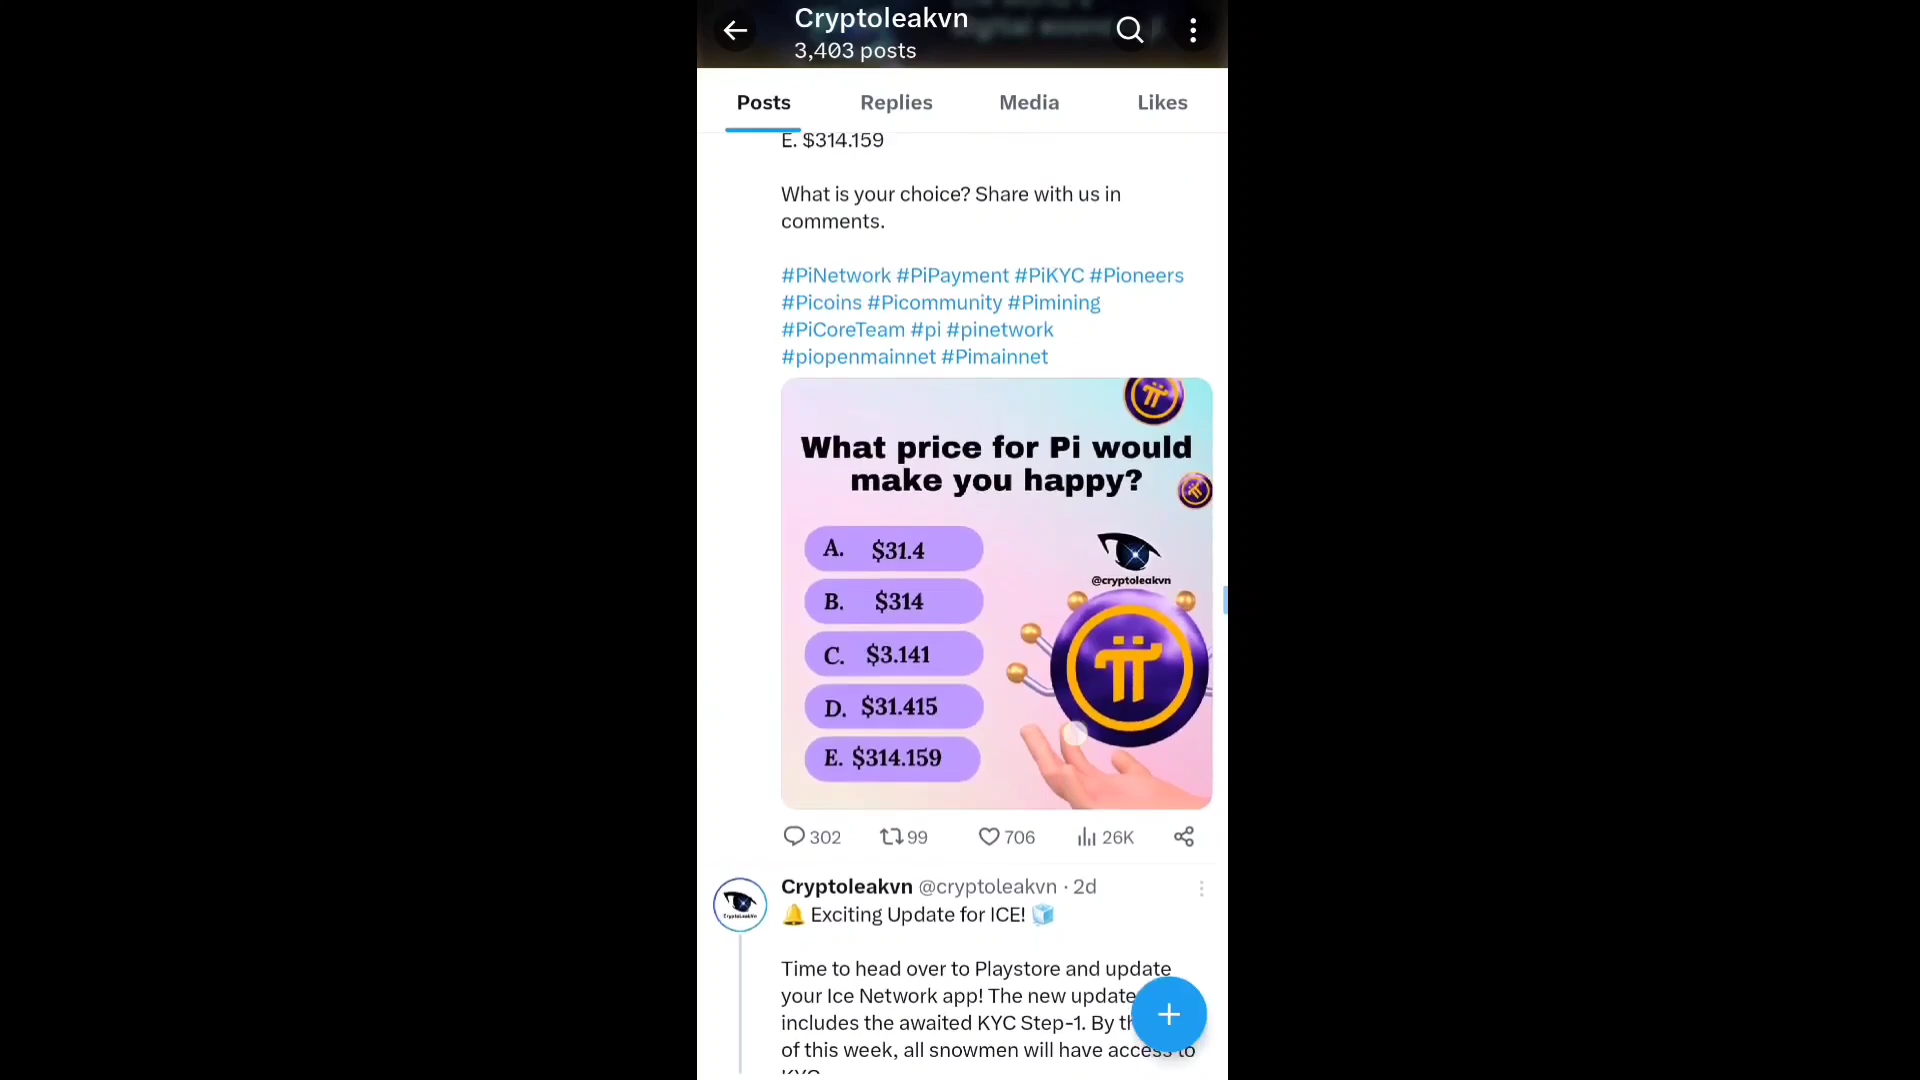 Cryptoleakvn
3,403 posts
Posts Replies Media Likes
E. $314.159
What is your choice? Share with us in
comments.
#PiNetwork #PiPayment #PiKYC #Pioneers
#Picoins #Picommunity #Pimining
#PiCoreTeam #pi #pinetwork
#piopenmainnet #Pimainnet
What price for Pi would
make you happy?
A. $31.4
B. $314
C. $3.141
D. $31.415
E. $314.159
@cryptoleakvn
302 99 706 26K
Cryptoleakvn @cryptoleakvn · 2d
🔔 Exciting Update for ICE! 🧊
Time to head over to Playstore and update
your Ice Network app! The new update
includes the awaited KYC Step-1. By
of this week, all snowmen will have access to